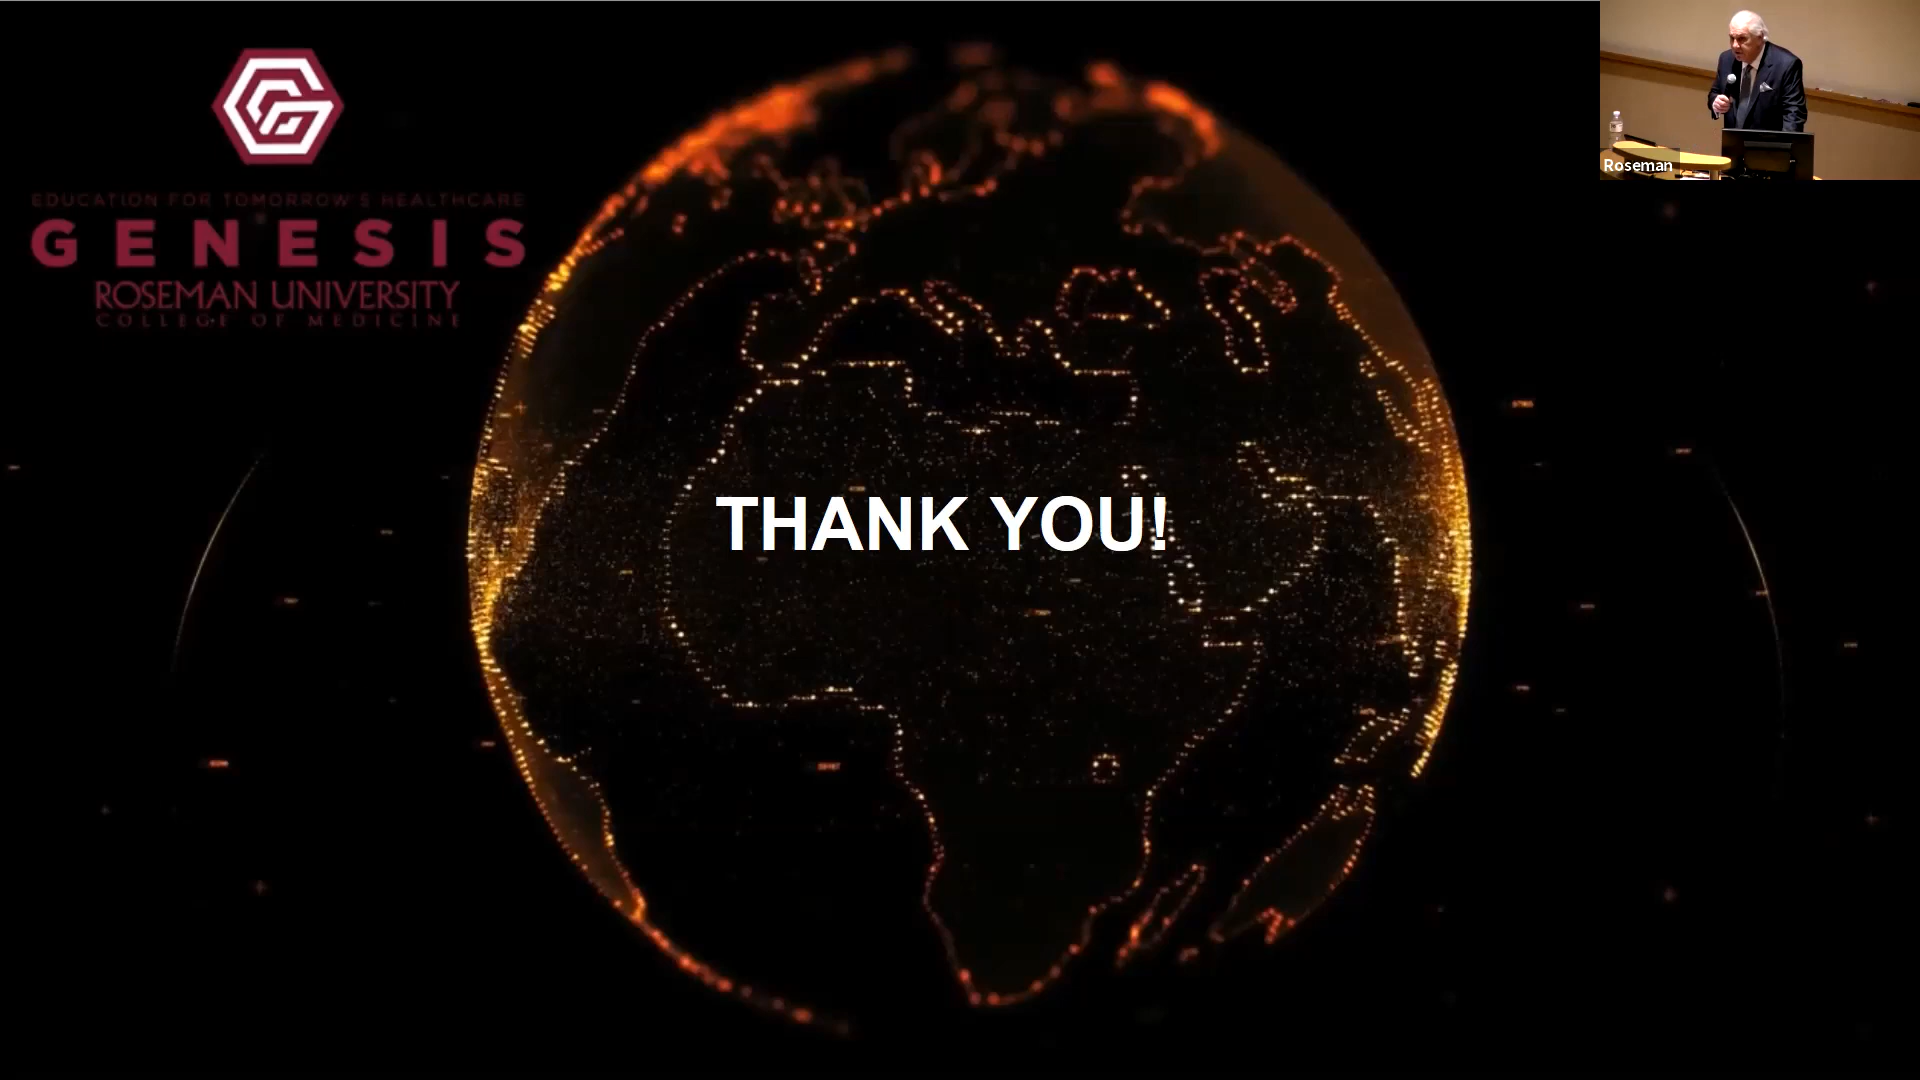 EDUCATION FOR TOMORROW'S HEALTHCARE
GENESIS
ROSEMAN UNIVERSITY
COLLEGE OF MEDICINE
THANK YOU!
Roseman